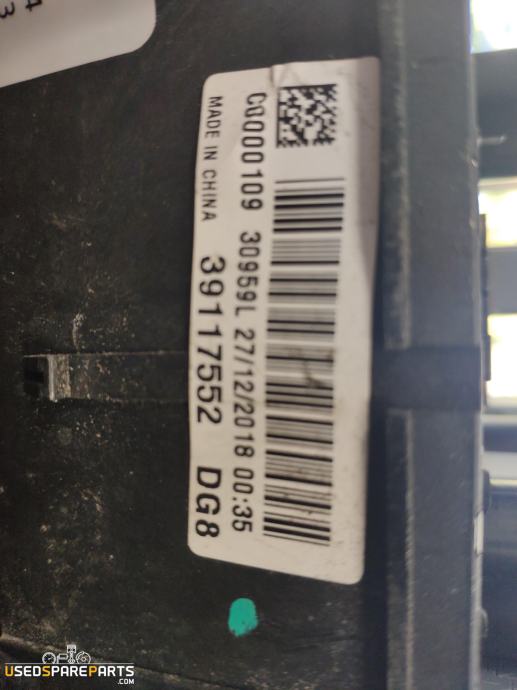 C0000109 30959L 27/12/2018 00:35
MADE IN CHINA 39117552 DG8
USEDSPAREPARTS
.COM